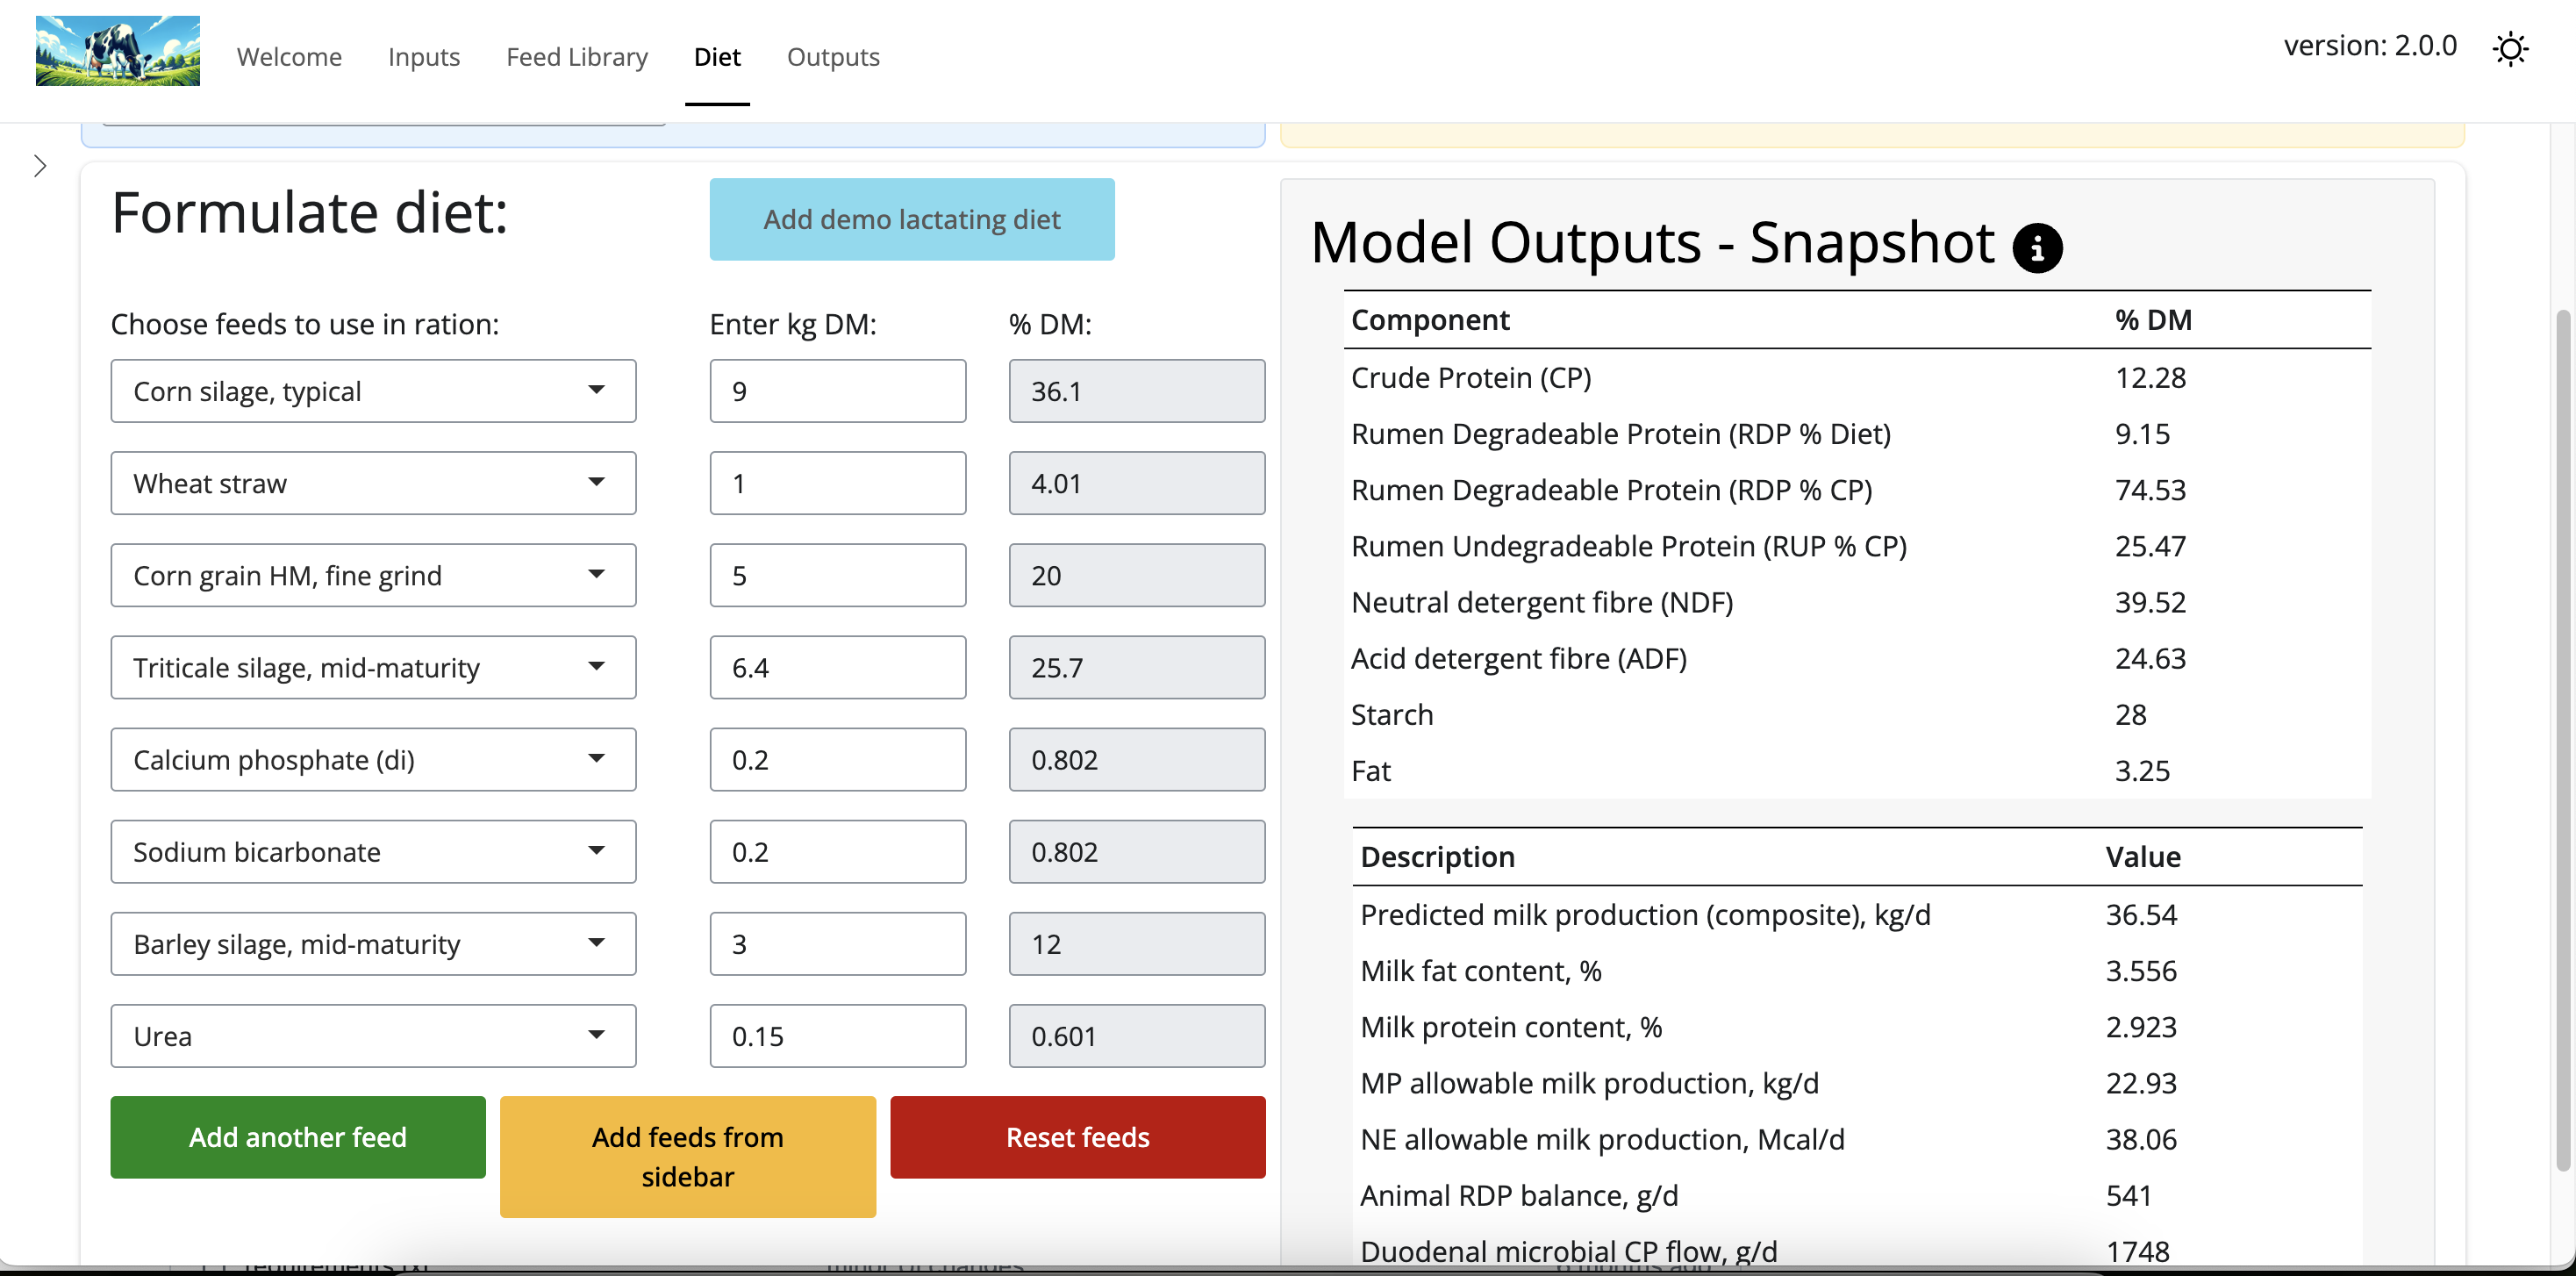 Welcome Inputs Feed Library Diet Outputs version: 2.0.0
Formulate diet:
Add demo lactating diet
Choose feeds to use in ration: Enter kg DM: % DM:
Corn silage, typical 9 36.1
Wheat straw 1 4.01
Corn grain HM, fine grind 5 20
Triticale silage, mid-maturity 6.4 25.7
Calcium phosphate (di) 0.2 0.802
Sodium bicarbonate 0.2 0.802
Barley silage, mid-maturity 3 12
Urea 0.15 0.601
Add another feed
Add feeds from
sidebar
Reset feeds
Model Outputs - Snapshot
Component % DM
Crude Protein (CP) 12.28
Rumen Degradeable Protein (RDP % Diet) 9.15
Rumen Degradeable Protein (RDP % CP) 74.53
Rumen Undegradeable Protein (RUP % CP) 25.47
Neutral detergent fibre (NDF) 39.52
Acid detergent fibre (ADF) 24.63
Starch 28
Fat 3.25
Description Value
Predicted milk production (composite), kg/d 36.54
Milk fat content, % 3.556
Milk protein content, % 2.923
MP allowable milk production, kg/d 22.93
NE allowable milk production, Mcal/d 38.06
Animal RDP balance, g/d 541
Duodenal microbial CP flow, g/d 1748